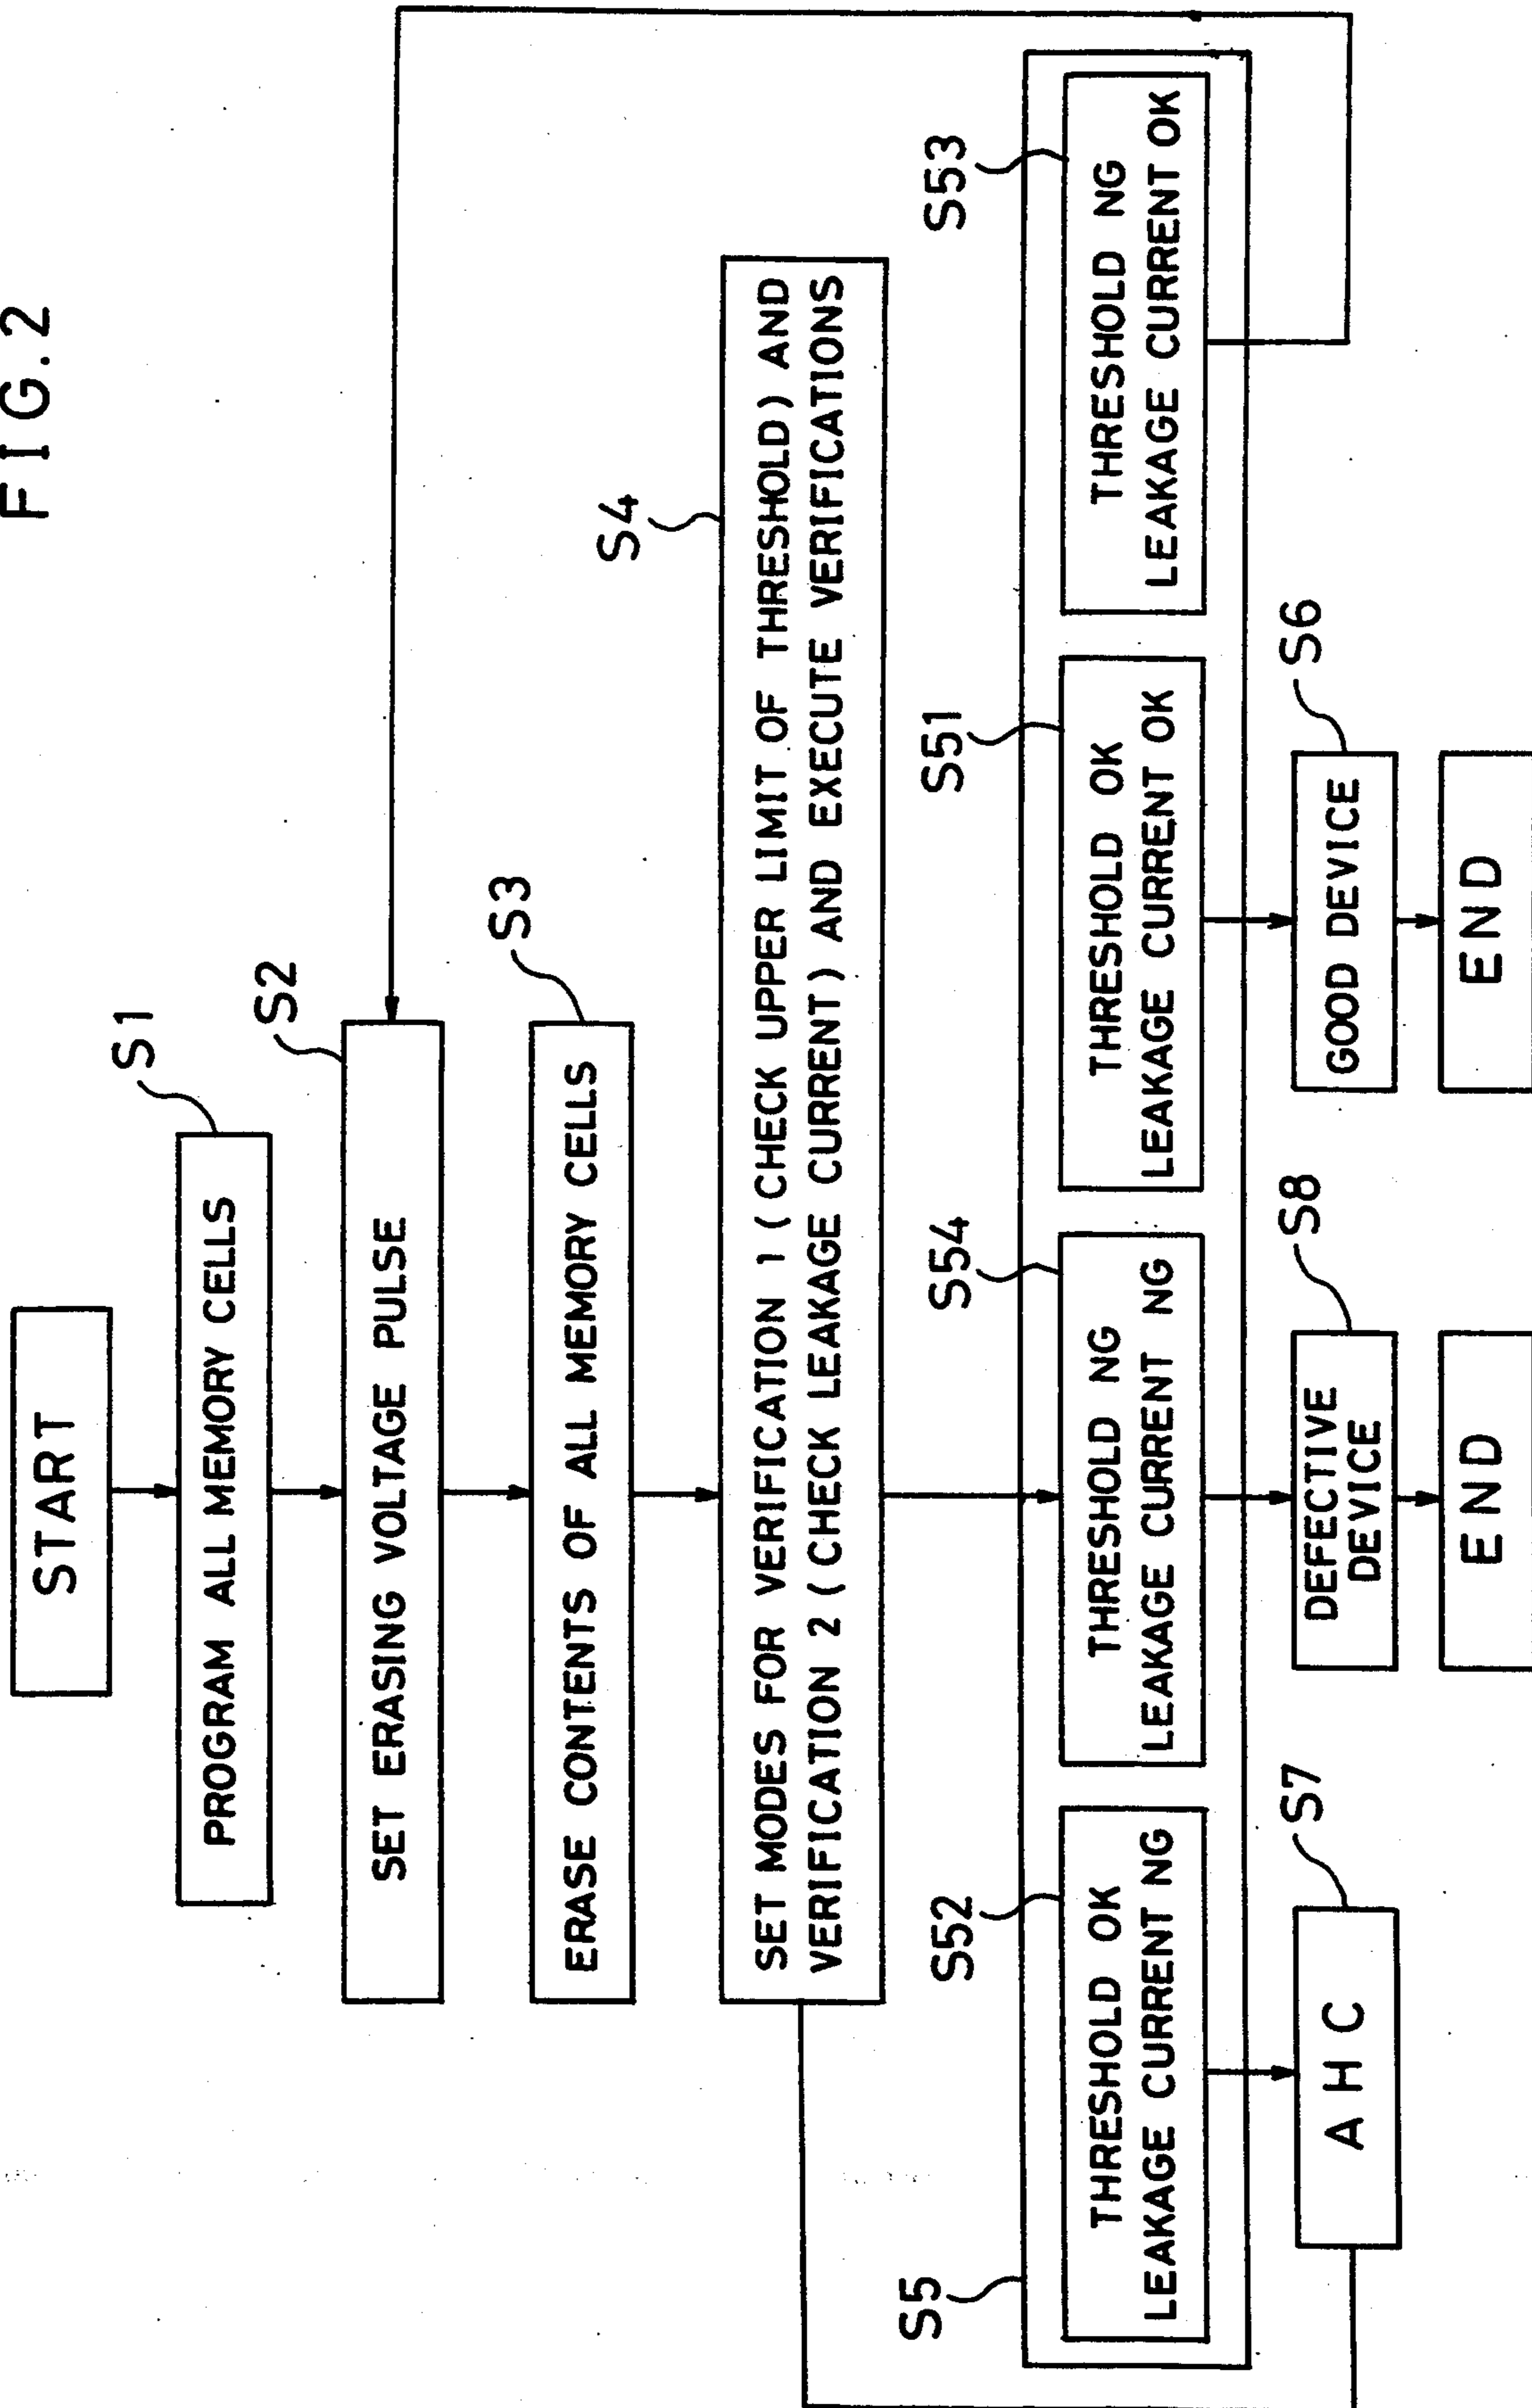 FIG.2
START
S1
PROGRAM ALL MEMORY CELLS
S2
SET ERASING VOLTAGE PULSE
S3
ERASE CONTENTS OF ALL MEMORY CELLS
S4
SET MODES FOR VERIFICATION 1 (CHECK UPPER LIMIT OF THRESHOLD) AND
VERIFICATION 2 (CHECK LEAKAGE CURRENT) AND EXECUTE VERIFICATIONS
S5
S52
THRESHOLD OK
LEAKAGE CURRENT NG
S54
THRESHOLD NG
LEAKAGE CURRENT NG
S51
THRESHOLD OK
LEAKAGE CURRENT OK
S53
THRESHOLD NG
LEAKAGE CURRENT OK
S7
AHC
S8
DEFECTIVE
DEVICE
S6
GOOD DEVICE
END
END